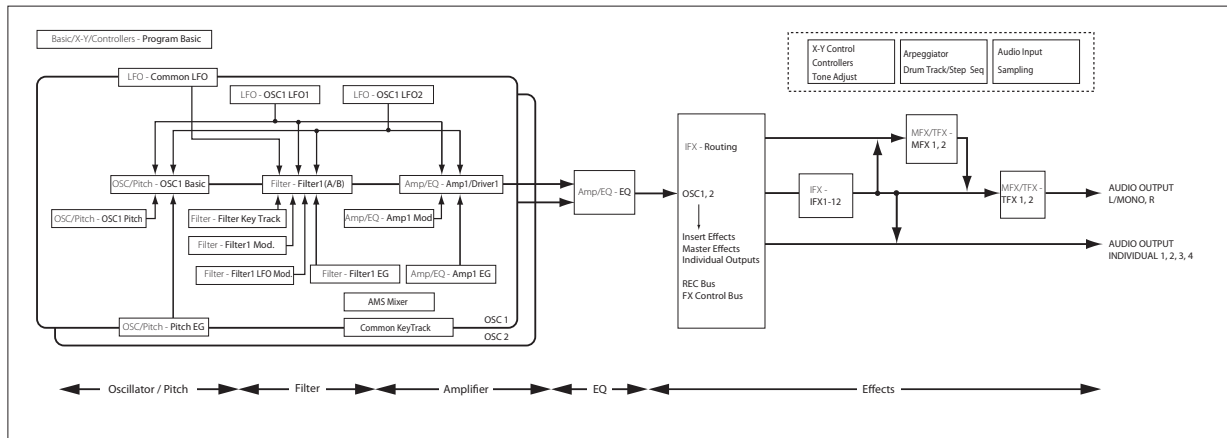 Basic/X-Y/Controllers - Program Basic
X-Y Control
Controllers
Tone Adjust
Arpeggiator
Drum Track/Step Seq
Audio Input
Sampling
LFO - Common LFO
LFO - OSC1 LFO1
LFO - OSC1 LFO2
OSC/Pitch - OSC1 Basic
Filter - Filter1(A/B)
Amp/EQ - Amp1/Driver1
OSC/Pitch - OSC1 Pitch
Filter - Filter Key Track
Amp/EQ - Amp1 Mod
Filter - Filter1 Mod.
Filter - Filter1 LFO Mod.
Filter - Filter1 EG
Amp/EQ - Amp1 EG
AMS Mixer
OSC/Pitch - Pitch EG
Common KeyTrack
OSC 1
OSC 2
Amp/EQ - EQ
IFX - Routing
OSC1, 2
Insert Effects
Master Effects
Individual Outputs
REC Bus
FX Control Bus
IFX -
IFX1-12
MFX/TFX -
MFX 1, 2
MFX/TFX -
TFX 1, 2
AUDIO OUTPUT
L/MONO, R
AUDIO OUTPUT
INDIVIDUAL 1, 2, 3, 4
Oscillator / Pitch
Filter
Amplifier
EQ
Effects